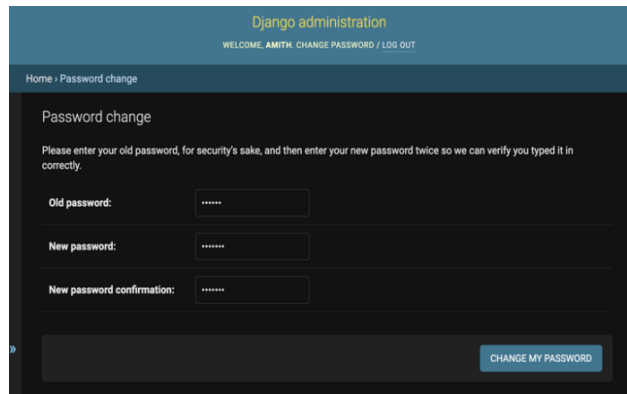 Django administration
WELCOME, AMITH. CHANGE PASSWORD / LOG OUT
Home › Password change
Password change
Please enter your old password, for security's sake, and then enter your new password twice so we can verify you typed it in
correctly.
Old password: ••••••
New password: •••••••
New password confirmation: •••••••
»
CHANGE MY PASSWORD